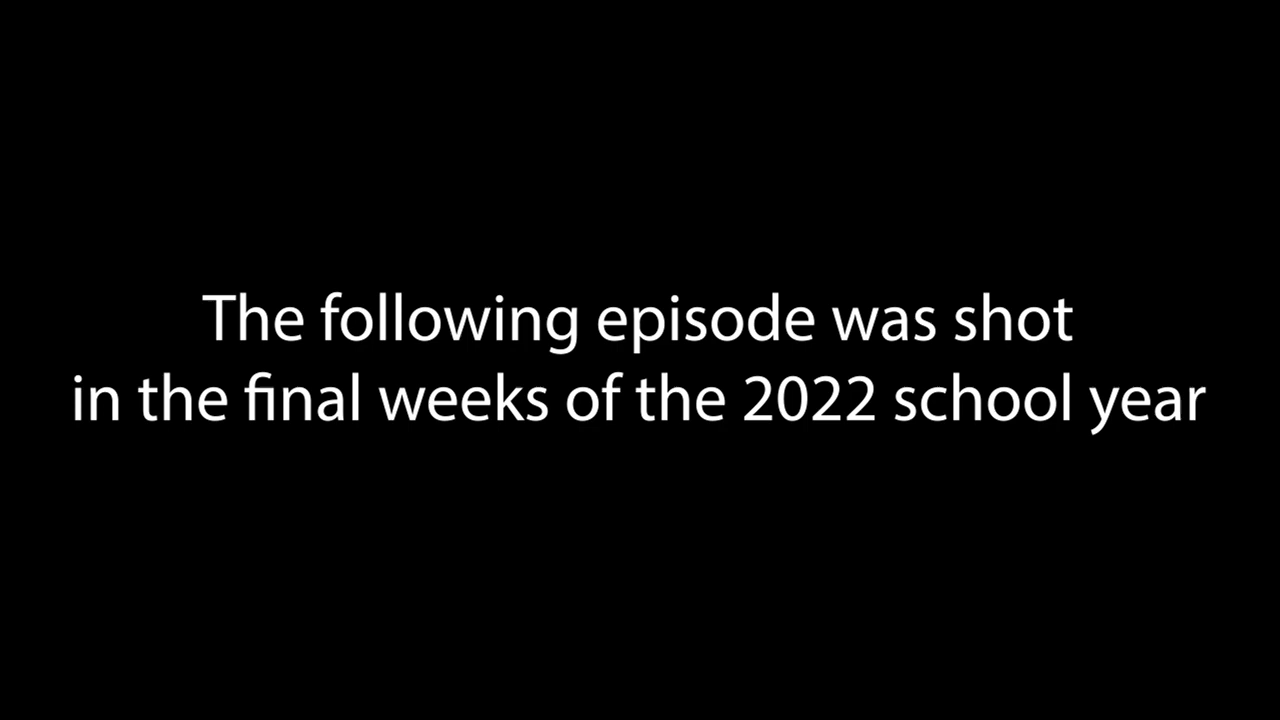 The following episode was shot
in the final weeks of the 2022 school year